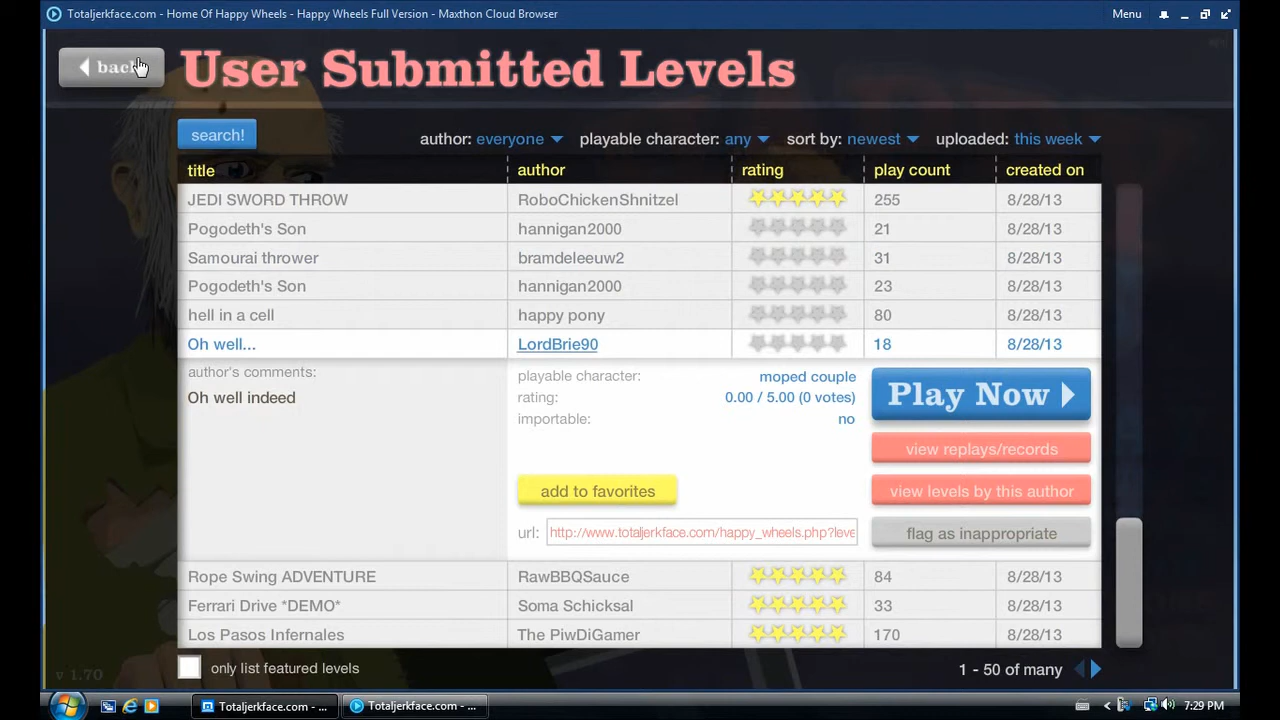 Totaljerkface.com - Home Of Happy Wheels - Happy Wheels Full Version - Maxthon Cloud Browser Menu
back User Submitted Levels
search! author: everyone playable character: any sort by: newest uploaded: this week
title author rating play count created on
JEDI SWORD THROW RoboChickenShnitzel 255 8/28/13
Pogodeth's Son hannigan2000 21 8/28/13
Samourai thrower bramdeleeuw2 31 8/28/13
Pogodeth's Son hannigan2000 23 8/28/13
hell in a cell happy pony 80 8/28/13
Oh well... LordBrie90 18 8/28/13
author's comments: playable character: moped couple
Oh well indeed rating: 0.00 / 5.00 (0 votes) Play Now
importable: no
view replays/records
add to favorites view levels by this author
url: http://www.totaljerkface.com/happy_wheels.php?leve flag as inappropriate
Rope Swing ADVENTURE RawBBQSauce 84 8/28/13
Ferrari Drive *DEMO* Soma Schicksal 33 8/28/13
Los Pasos Infernales The PiwDiGamer 170 8/28/13
only list featured levels 1 - 50 of many
v 1.70
Totaljerkface.com - ... Totaljerkface.com - ... 7:29 PM